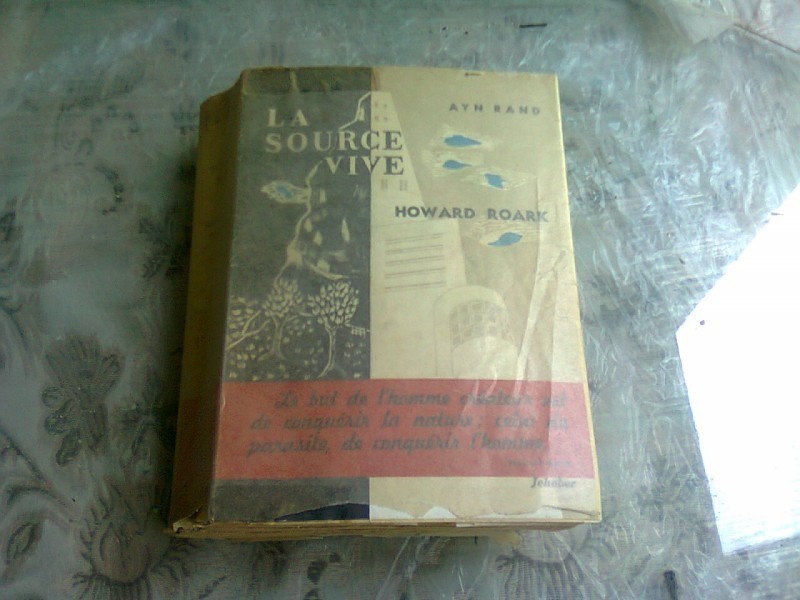 AYN RAND
LA
SOURCE
VIVE
HOWARD ROARK
Le but de l'homme créateur est
de conquérir la nature; celui du
parasite, de conquérir l'homme.
Jeheber